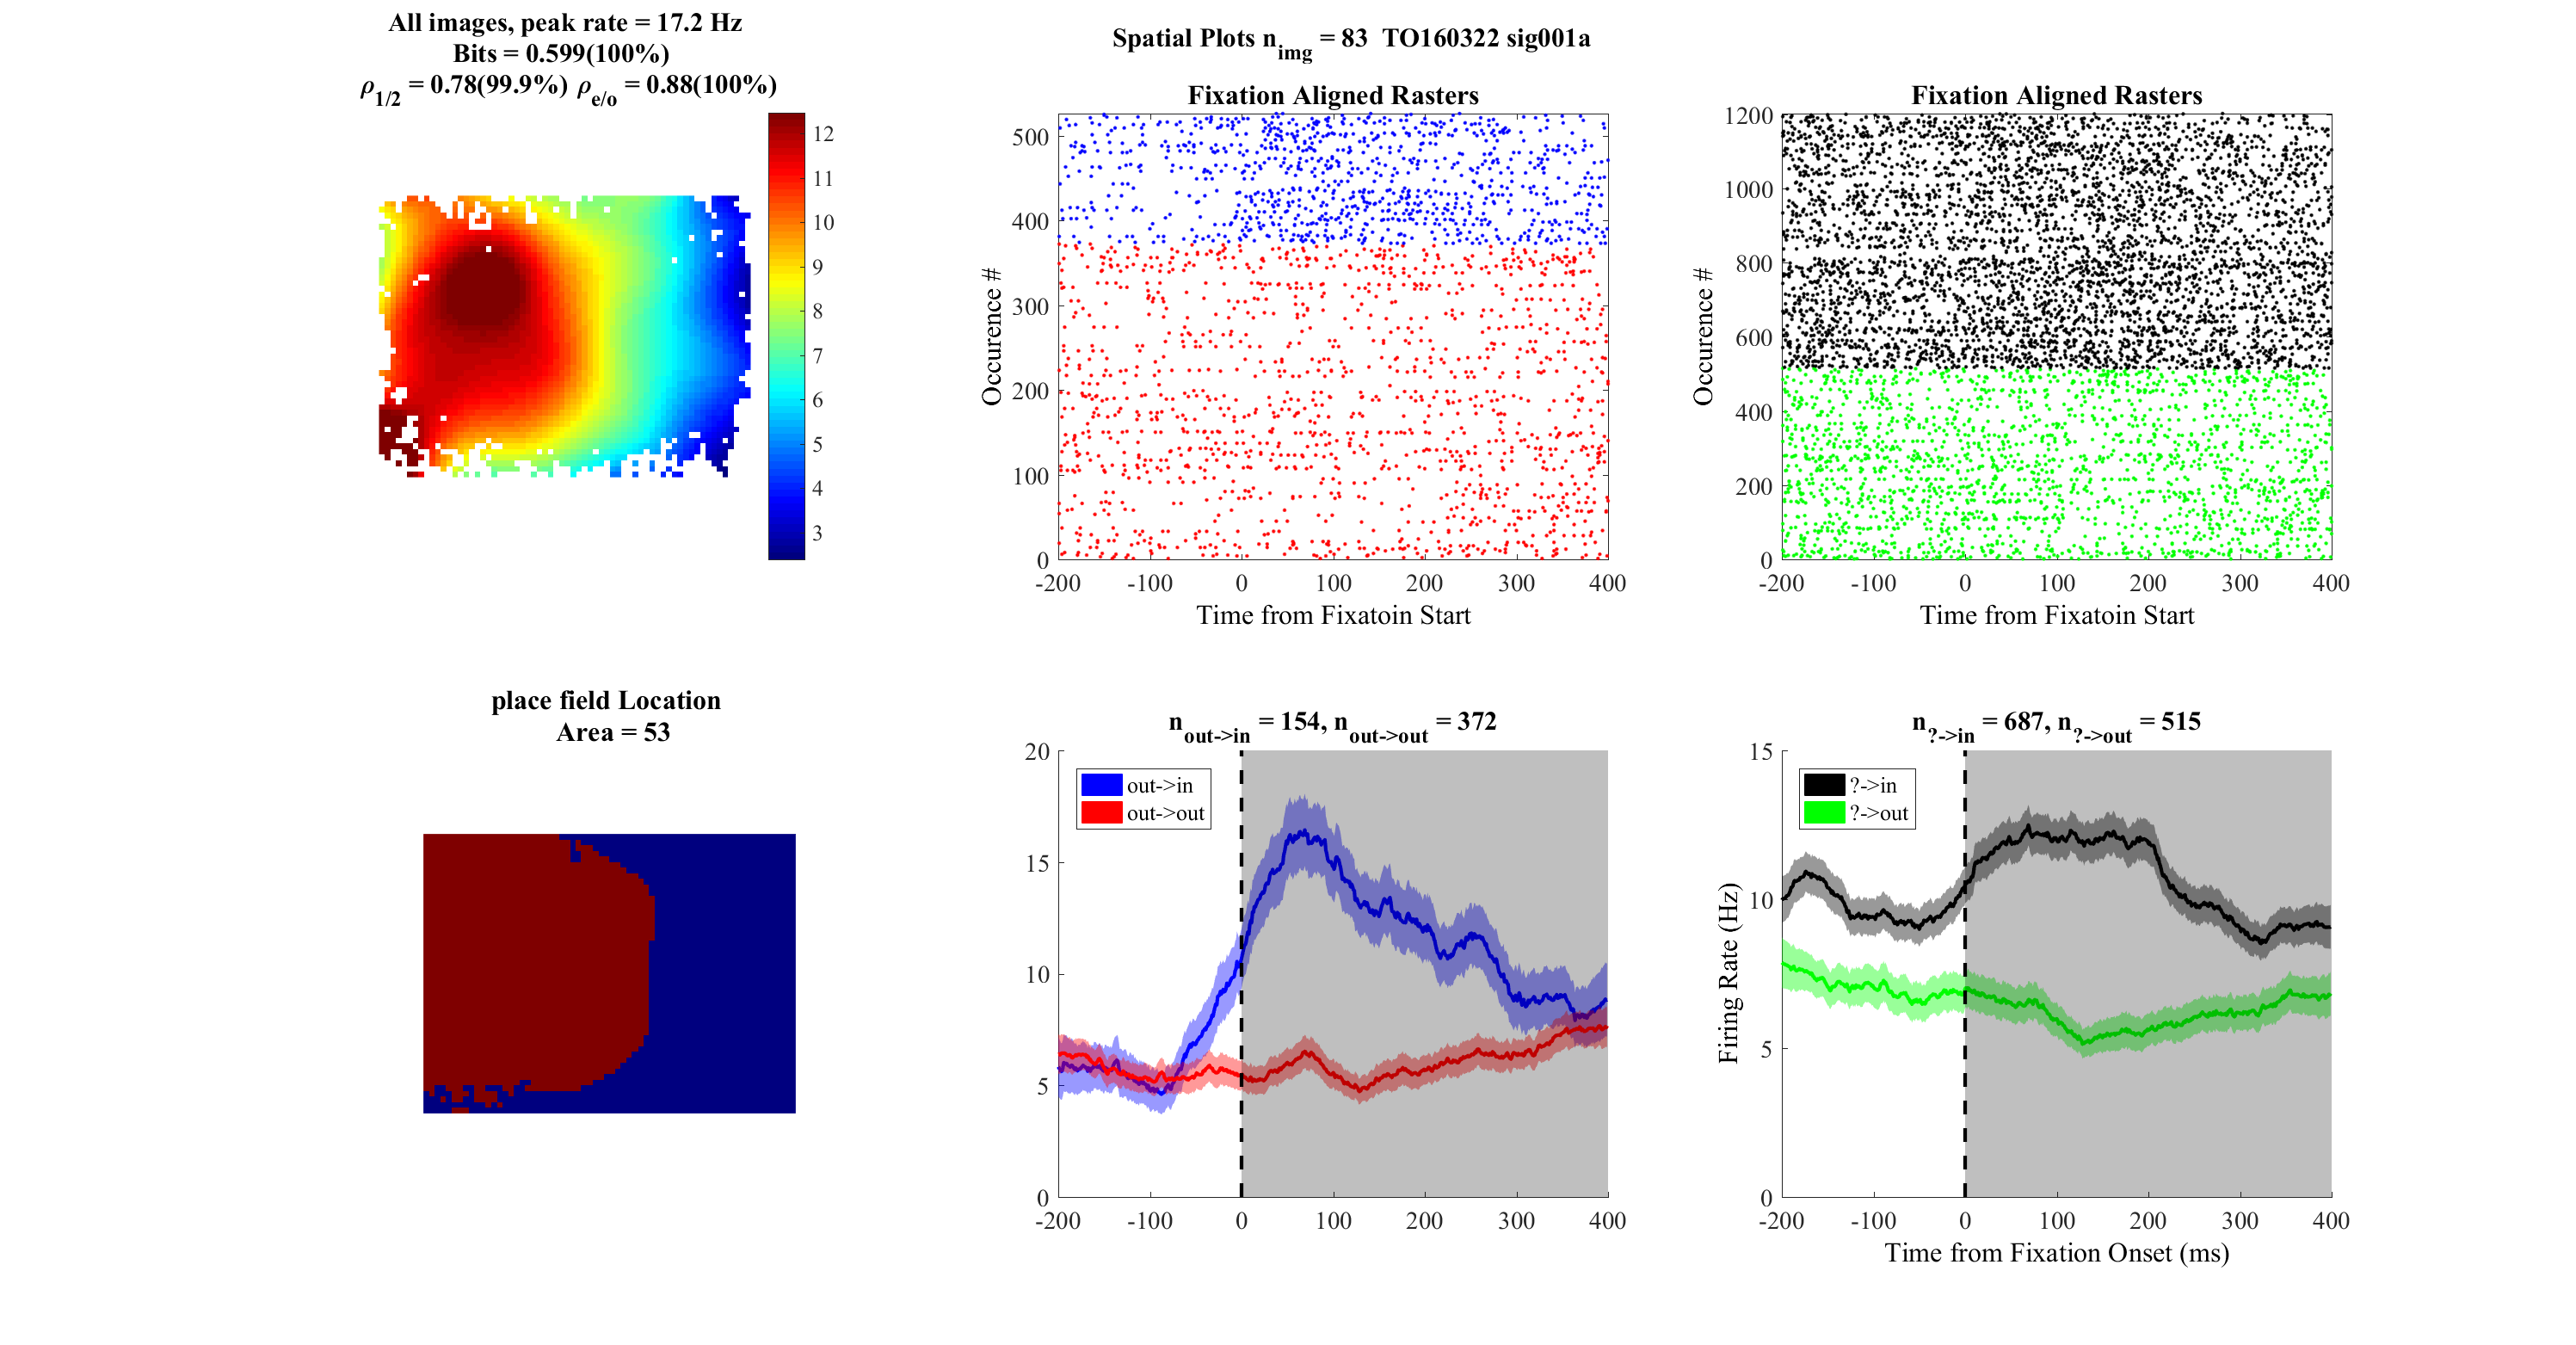 All images, peak rate = 17.2 Hz
Bits = 0.599(100%)
ρ1/2 = 0.78(99.9%) ρe/o = 0.88(100%)
12
11
10
9
8
7
6
5
4
3
Spatial Plots nimg = 83 TO160322 sig001a
Fixation Aligned Rasters
Occurence #
500
400
300
200
100
0
-200 -100 0 100 200 300 400
Time from Fixatoin Start
Fixation Aligned Rasters
Occurence #
1200
1000
800
600
400
200
0
-200 -100 0 100 200 300 400
Time from Fixatoin Start
place field Location
Area = 53
nout->in = 154, nout->out = 372
20
15
10
5
0
out->in
out->out
-200 -100 0 100 200 300 400
n?->in = 687, n?->out = 515
Firing Rate (Hz)
15
10
5
0
?->in
?->out
-200 -100 0 100 200 300 400
Time from Fixation Onset (ms)